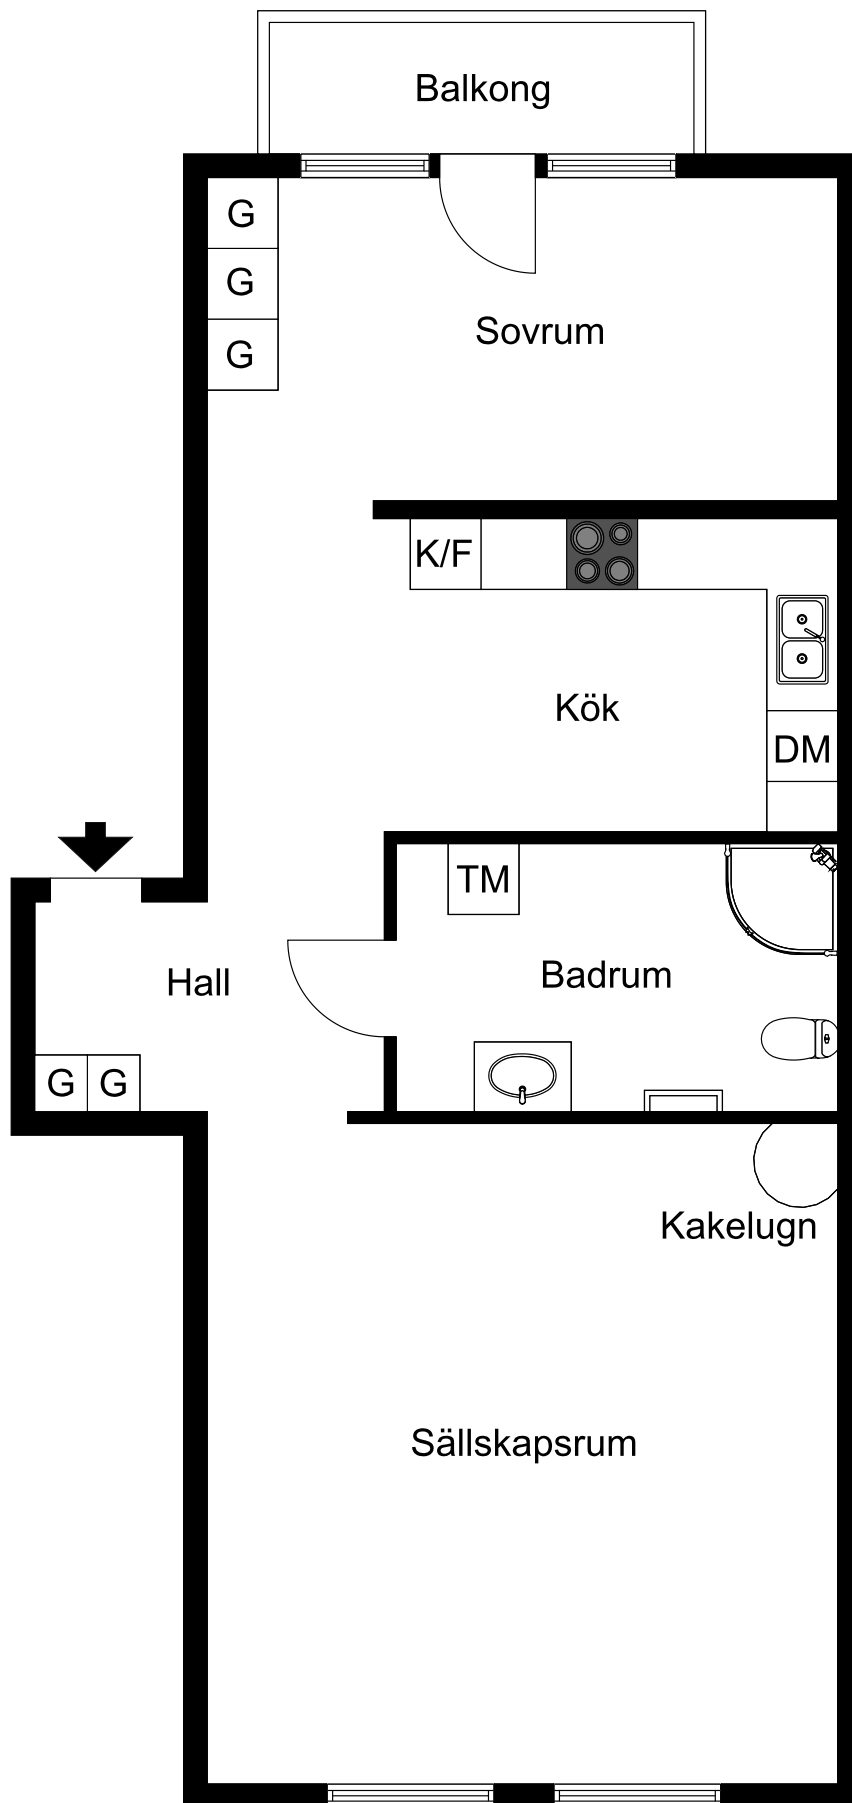 Balkong
G
G
Sovrum
G
K/F
Kök
DM
TM
Hall
Badrum
G G
Kakelugn
Sällskapsrum